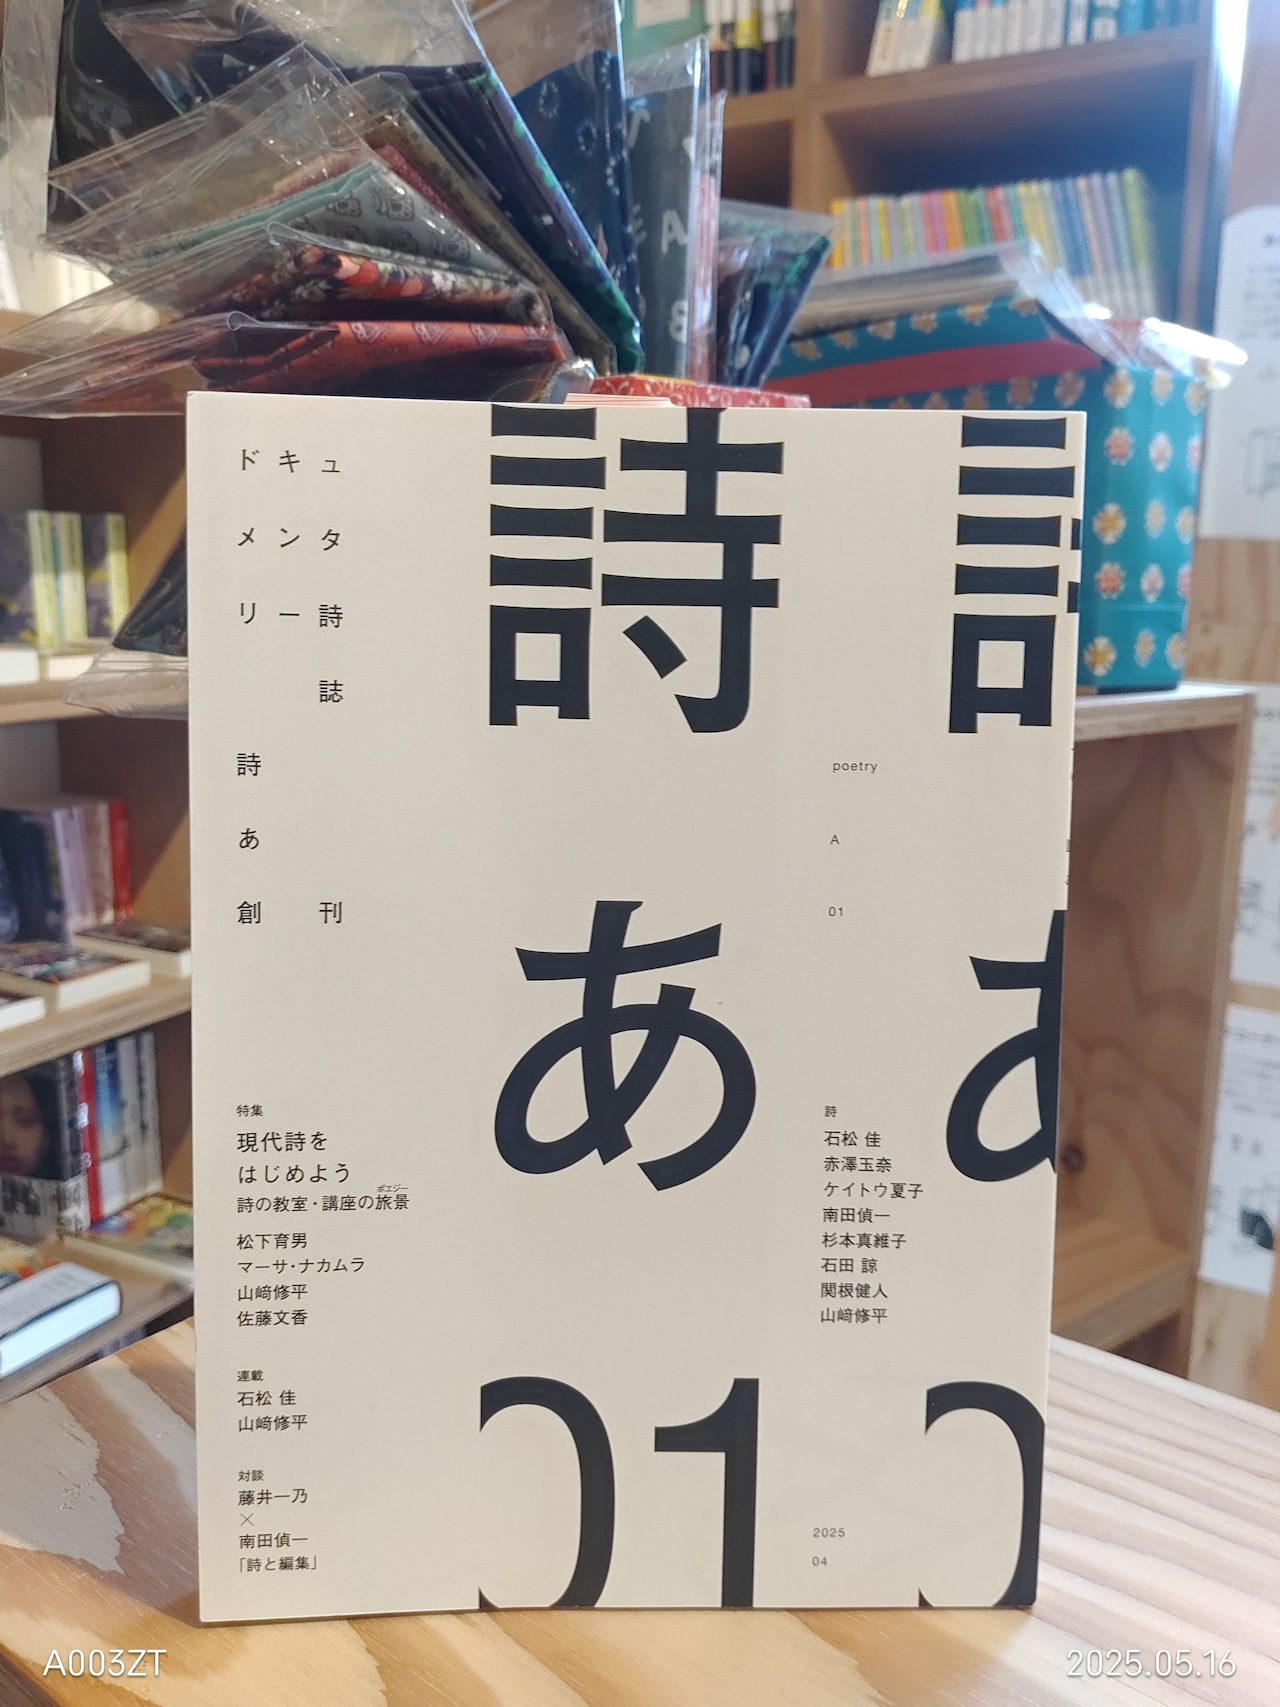 ドキュ
メンタ
リー詩
誌
詩
あ
創刊
詩
あ
01
poetry
A
01
特集
現代詩を
はじめよう
ポエジー
詩の教室・講座の旅景
松下育男
マーサ・ナカムラ
山﨑修平
佐藤文香
連載
石松 佳
山﨑修平
対談
藤井一乃
×
南田偵一
「詩と編集」
詩
石松 佳
赤澤玉奈
ケイトウ夏子
南田偵一
杉本真維子
石田 諒
関根健人
山﨑修平
2025
04
A003ZT
2025.05.16